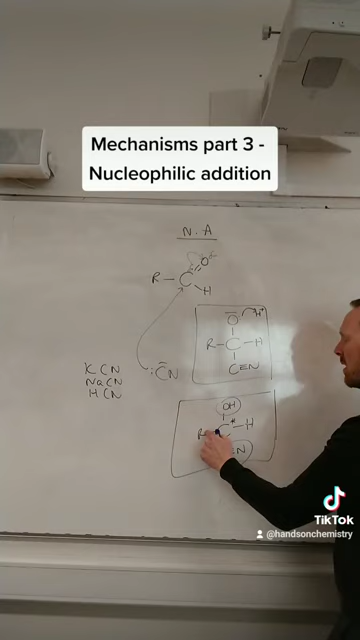 Mechanisms part 3 -
Nucleophilic addition
N.A
O
R-C
H
:C̄N
KCN
NaCN
HCN
Ō H⁺
R-C-H
C≡N
OH
R C*-H
CN
TikTok
@handsonchemistry